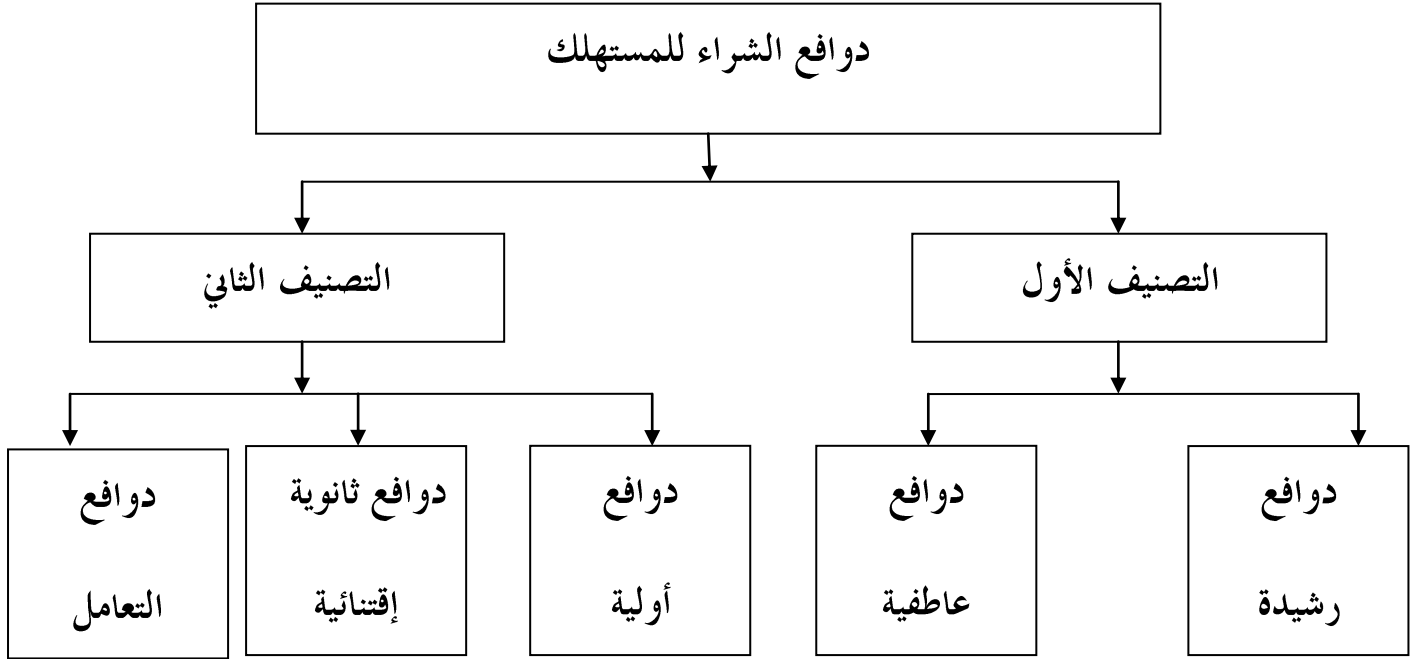 دوافع الشراء للمستهلك
التصنيف الأول
التصنيف الثاني
دوافع
رشيدة
دوافع
عاطفية
دوافع
أولية
دوافع ثانوية
إقتنائية
دوافع
التعامل